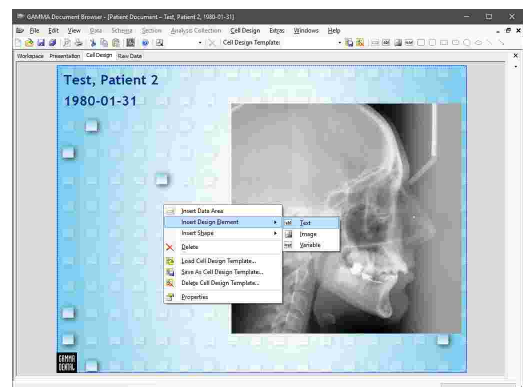 GAMMA Document Browser - [Patient Document – Test, Patient 2, 1980-01-31]
File Edit View Data Schema Section Analysis Collection Cell Design Extras Windows Help
Cell Design Template:
Workspace Presentation Cell Design Raw Data
Test, Patient 2
1980-01-31
Insert Data Area
Insert Design Element
Insert Shape
Delete
Load Cell Design Template...
Save As Cell Design Template...
Delete Cell Design Template...
Properties
Text
Image
Variable
GAMMA
DENTAL